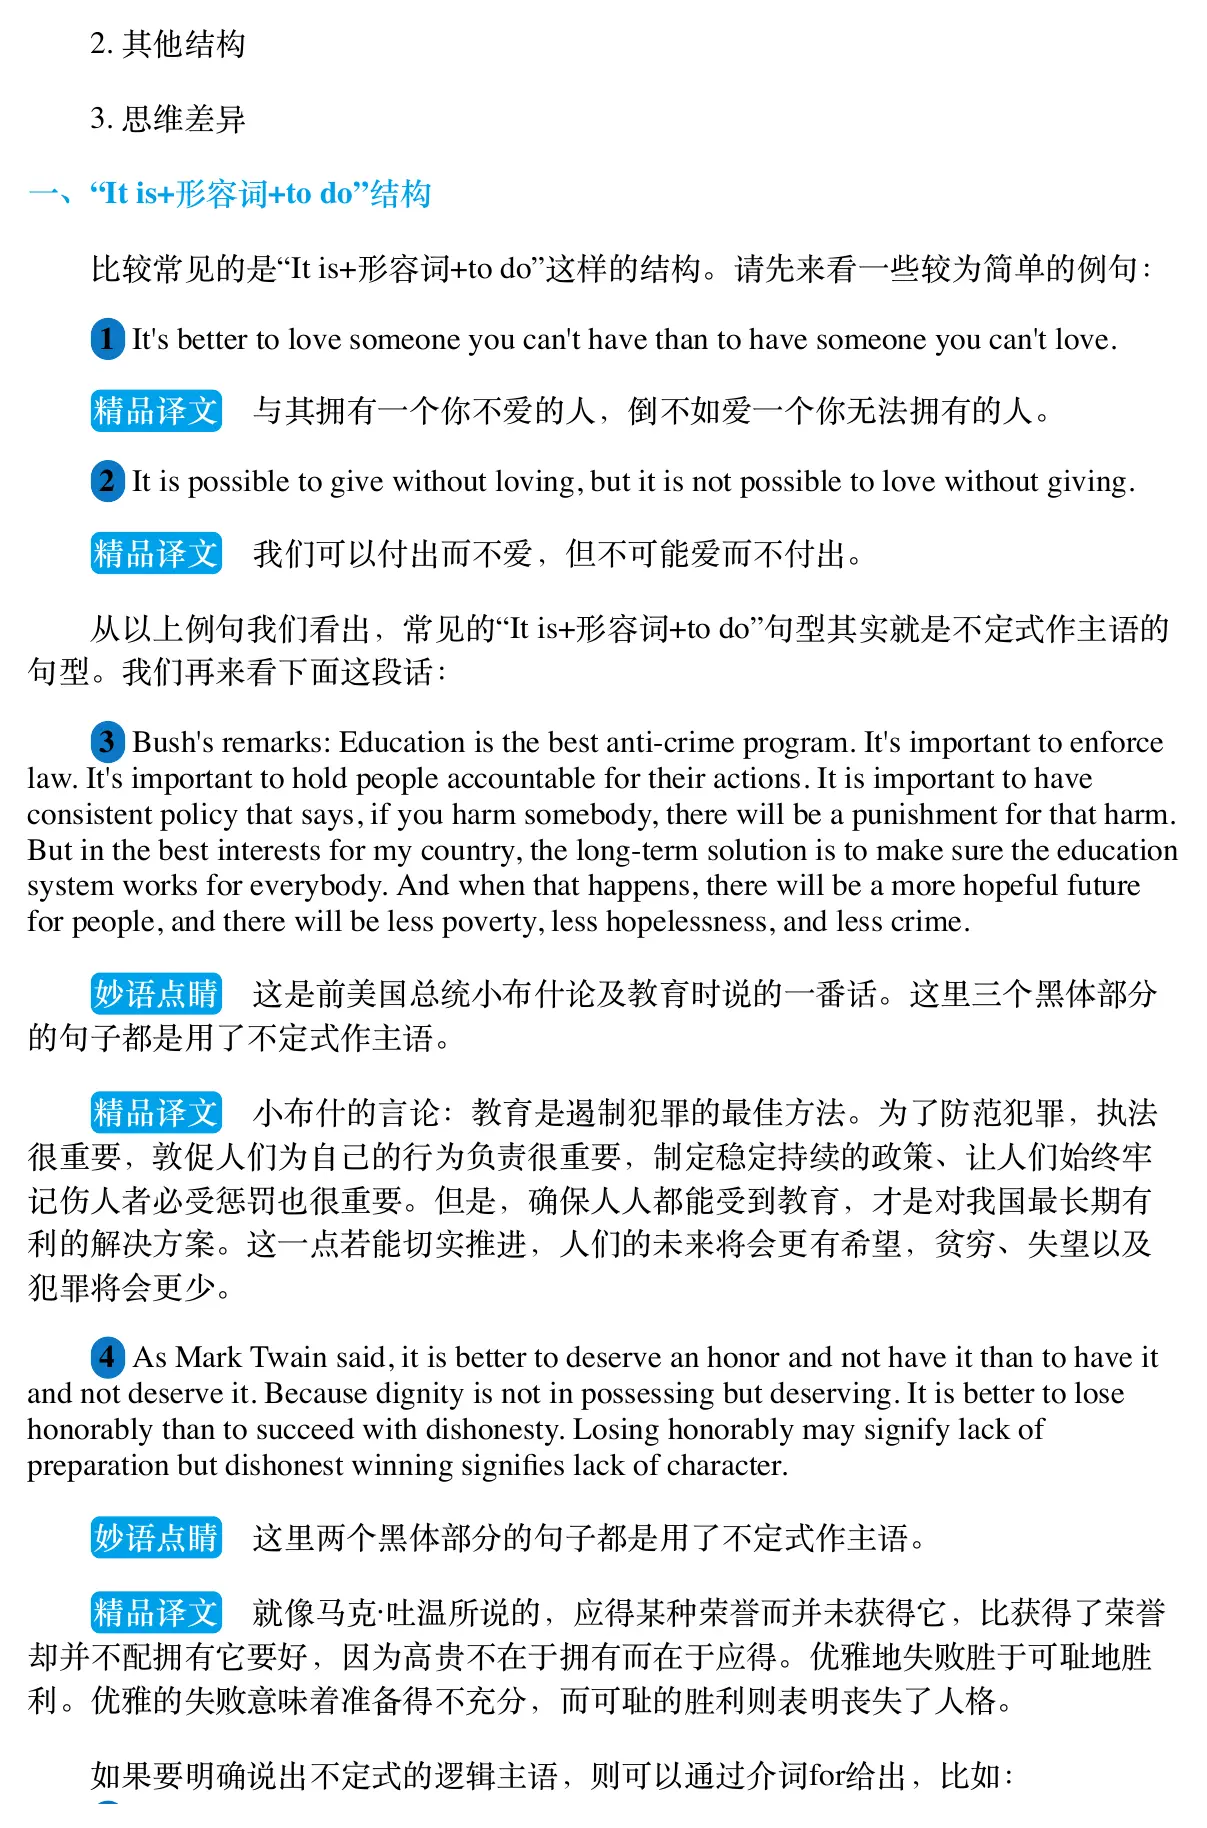 2. 其他结构
3. 思维差异
一、“It is+形容词+to do”结构
比较常见的是“It is+形容词+to do”这样的结构。请先来看一些较为简单的例句：
1 It's better to love someone you can't have than to have someone you can't love.
精品译文 与其拥有一个你不爱的人，倒不如爱一个你无法拥有的人。
2 It is possible to give without loving, but it is not possible to love without giving.
精品译文 我们可以付出而不爱，但不可能爱而不付出。
从以上例句我们看出，常见的“It is+形容词+to do”句型其实就是不定式作主语的
句型。我们再来看下面这段话：
3 Bush's remarks: Education is the best anti-crime program. It's important to enforce
law. It's important to hold people accountable for their actions. It is important to have
consistent policy that says, if you harm somebody, there will be a punishment for that harm.
But in the best interests for my country, the long-term solution is to make sure the education
system works for everybody. And when that happens, there will be a more hopeful future
for people, and there will be less poverty, less hopelessness, and less crime.
妙语点睛 这是前美国总统小布什论及教育时说的一番话。这里三个黑体部分
的句子都是用了不定式作主语。
精品译文 小布什的言论：教育是遏制犯罪的最佳方法。为了防范犯罪，执法
很重要，敦促人们为自己的行为负责很重要，制定稳定持续的政策、让人们始终牢
记伤人者必受惩罚也很重要。但是，确保人人都能受到教育，才是对我国最长期有
利的解决方案。这一点若能切实推进，人们的未来将会更有希望，贫穷、失望以及
犯罪将会更少。
4 As Mark Twain said, it is better to deserve an honor and not have it than to have it
and not deserve it. Because dignity is not in possessing but deserving. It is better to lose
honorably than to succeed with dishonesty. Losing honorably may signify lack of
preparation but dishonest winning signifies lack of character.
妙语点睛 这里两个黑体部分的句子都是用了不定式作主语。
精品译文 就像马克·吐温所说的，应得某种荣誉而并未获得它，比获得了荣誉
却并不配拥有它要好，因为高贵不在于拥有而在于应得。优雅地失败胜于可耻地胜
利。优雅的失败意味着准备得不充分，而可耻的胜利则表明丧失了人格。
如果要明确说出不定式的逻辑主语，则可以通过介词for给出，比如：